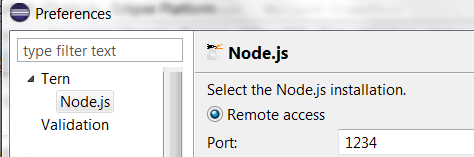 Preferences
type filter text
Tern
Node.js
Validation
Node.js
Select the Node.js installation.
Remote access
Port: 1234